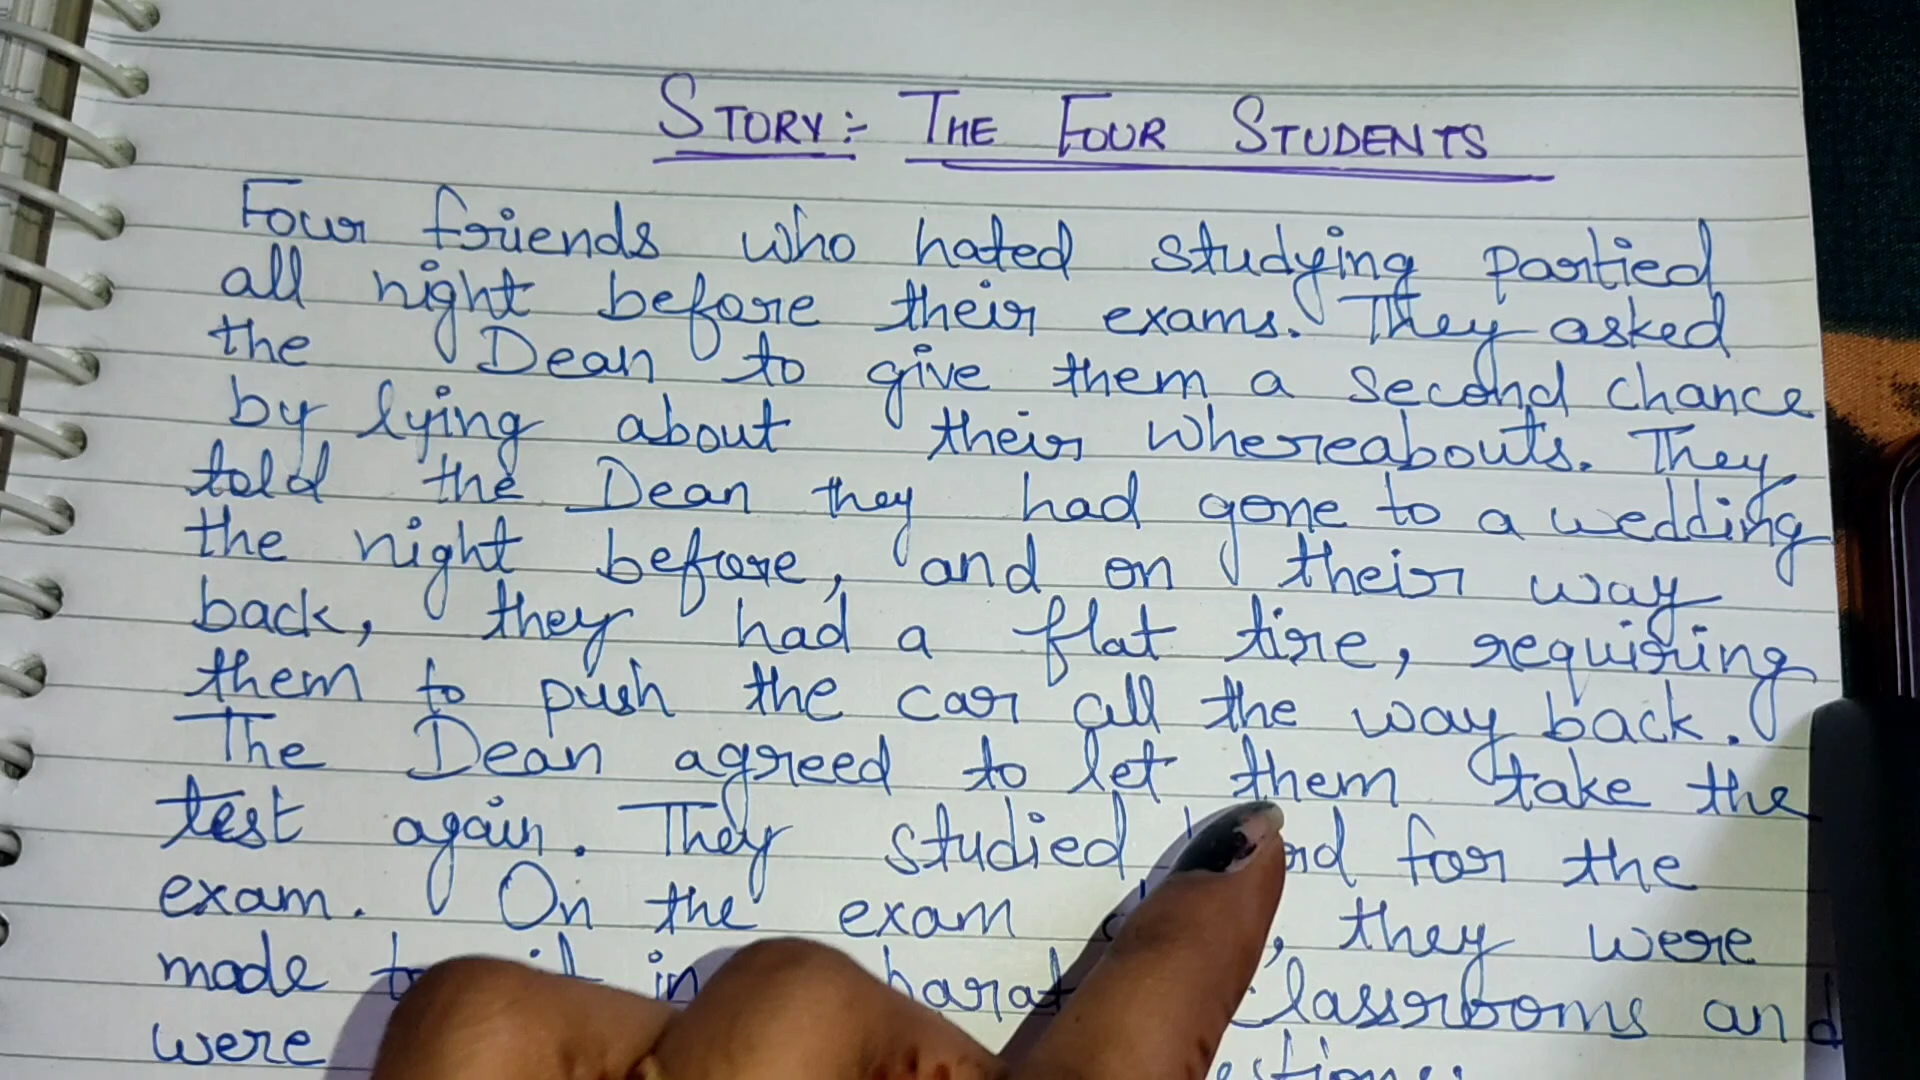 STORY:- THE FOUR STUDENTS
Four friends who hated studying partied
all night before their exams. They asked
the Dean to give them a second chance
by lying about their whereabouts. They
told the Dean they had gone to a wedding
the night before, and on their way
back, they had a flat tire, requiring
them to push the car all the way back.
The Dean agreed to let them take the
test again. They studied for the
exam. On the exam , they were
made in classrooms and
were